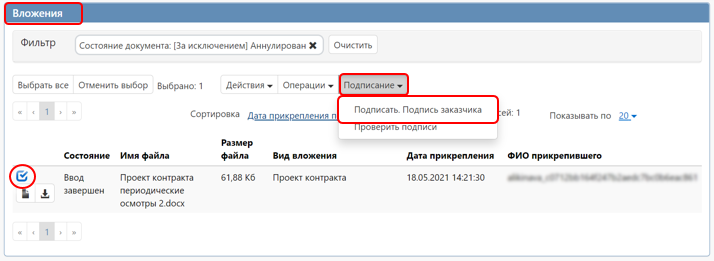 Вложения
Фильтр
Состояние документа: [За исключением] Аннулирован ✖ Очистить
Выбрать все Отменить выбор Выбрано: 1 Действия Операции Подписание
« ‹ 1 › »
Сортировка Дата прикрепления п
Подписать. Подпись заказчика
сей: 1 Показывать по 20
Проверить подписи
Состояние Имя файла Размер файла Вид вложения Дата прикрепления ФИО прикрепившего
Ввод завершен Проект контракта периодические осмотры 2.docx 61,88 Кб Проект контракта 18.05.2021 14:21:30
« ‹ 1 › »